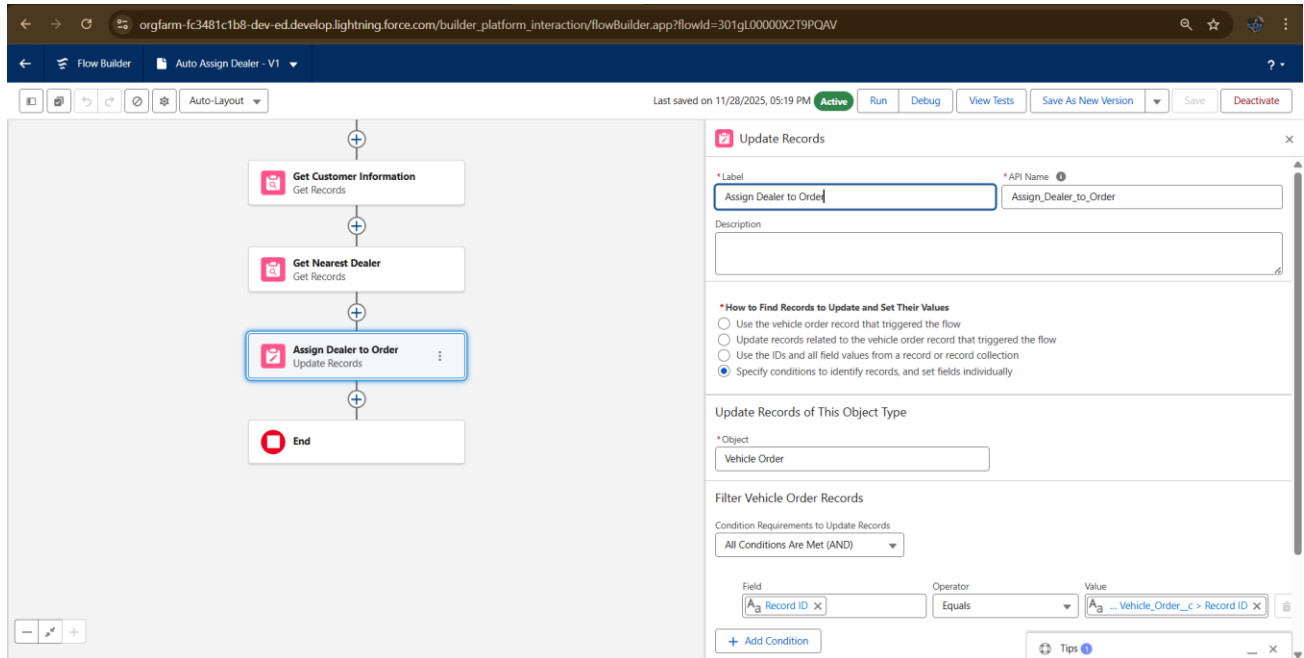 orgfarm-fc3481c1b8-dev-ed.develop.lightning.force.com/builder_platform_interaction/flowBuilder.app?flowId=301gL00000X2T9PQAV
Flow Builder Auto Assign Dealer - V1 ?
Auto-Layout Last saved on 11/28/2025, 05:19 PM Active Run Debug View Tests Save As New Version Save Deactivate
Get Customer Information
Get Records
Get Nearest Dealer
Get Records
Assign Dealer to Order
Update Records
End
Update Records
*Label *API Name
Assign Dealer to Order Assign_Dealer_to_Order
Description
*How to Find Records to Update and Set Their Values
Use the vehicle order record that triggered the flow
Update records related to the vehicle order record that triggered the flow
Use the IDs and all field values from a record or record collection
Specify conditions to identify records, and set fields individually
Update Records of This Object Type
*Object
Vehicle Order
Filter Vehicle Order Records
Condition Requirements to Update Records
All Conditions Are Met (AND)
Field Operator Value
Aa Record ID Equals Aa ... Vehicle_Order__c > Record ID
+ Add Condition
Tips 1